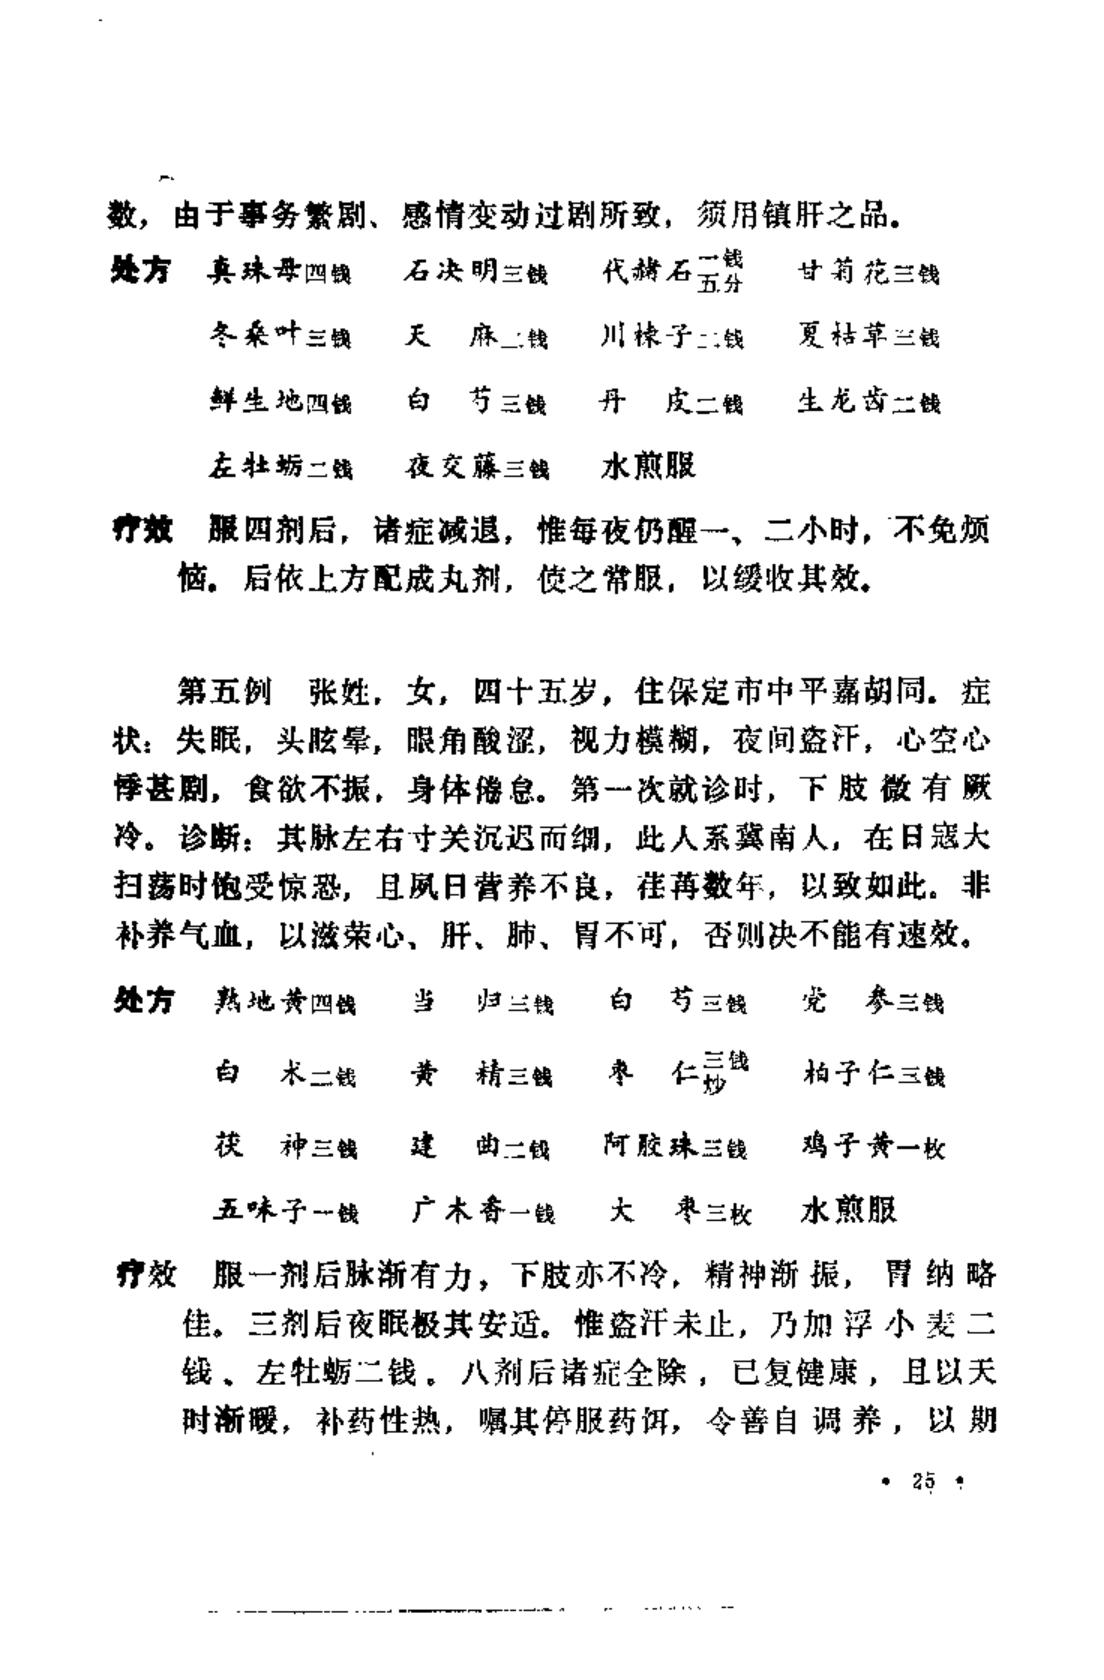 数，由于事务繁剧、感情变动过剧所致，须用镇肝之品。
处方 真珠母四钱 石决明三钱 代赭石一钱五分 甘菊花三钱
冬桑叶三钱 天麻二钱 川楝子二钱 夏枯草三钱
鲜生地四钱 白芍三钱 丹皮二钱 生龙齿二钱
左牡蛎二钱 夜交藤三钱 水煎服
疗效 服四剂后，诸症减退，惟每夜仍醒一、二小时，不免烦
恼。后依上方配成丸剂，使之常服，以缓收其效。
第五例 张姓，女，四十五岁，住保定市中平嘉胡同。症
状：失眠，头眩晕，眼角酸涩，视力模糊，夜间盗汗，心空心
悸甚剧，食欲不振，身体倦怠。第一次就诊时，下肢微有厥
冷。诊断：其脉左右寸关沉迟而细，此人系冀南人，在日寇大
扫荡时饱受惊恐，且夙日营养不良，荏苒数年，以致如此。非
补养气血，以滋荣心、肝、肺、胃不可，否则决不能有速效。
处方 熟地黄四钱 当归三钱 白芍三钱 党参三钱
白术二钱 黄精三钱 枣仁三钱炒 柏子仁三钱
茯神三钱 建曲二钱 阿胶珠三钱 鸡子黄一枚
五味子一钱 广木香一钱 大枣三枚 水煎服
疗效 服一剂后脉渐有力，下肢亦不冷，精神渐振，胃纳略
佳。三剂后夜眠极其安适。惟盗汗未止，乃加浮小麦二
钱、左牡蛎二钱。八剂后诸症全除，已复健康，且以天
时渐暖，补药性热，嘱其停服药饵，令善自调养，以期
• 25 •